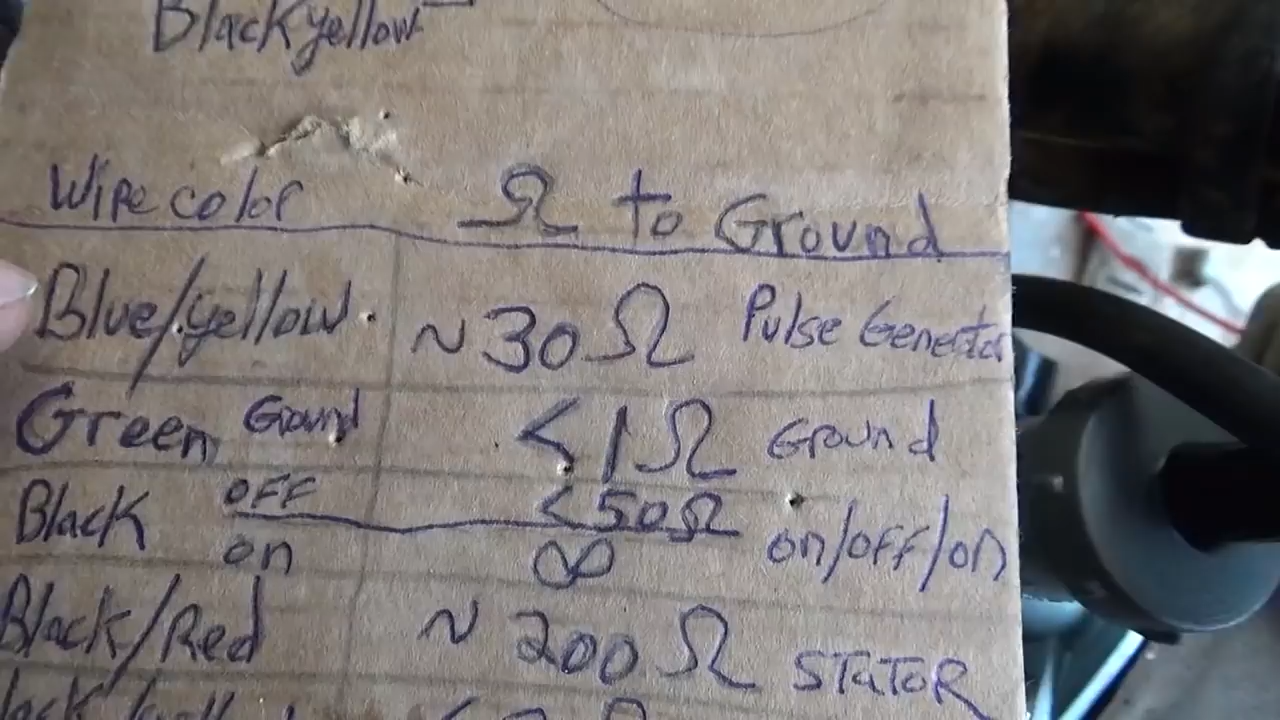 Black yellow
Wire color Ω to Ground
Blue/yellow ~30Ω Pulse Generator
Green Ground <1Ω Ground
Black OFF <50Ω on/off/on
on ∞
Black/Red ~200Ω STATOR